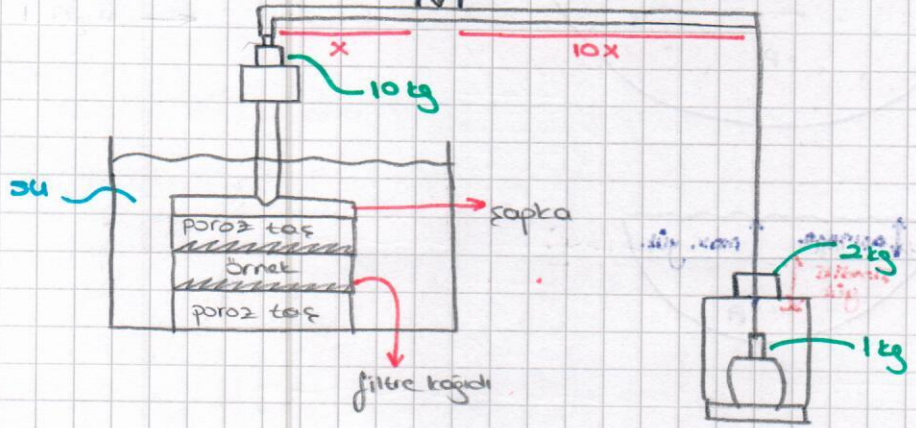 x
10x
10 kg
su
şapka
poroz taş
örnek
poroz taş
2 kg
1 kg
filtre kağıdı